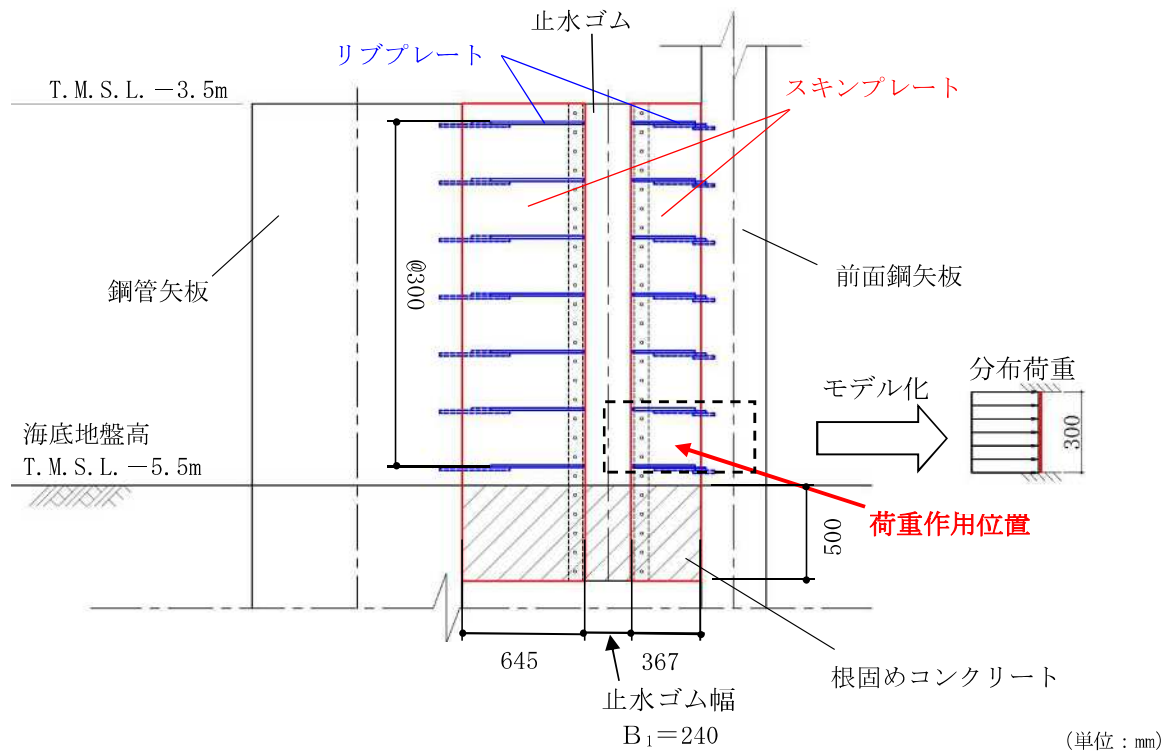 止水ゴム
リブプレート
T.M.S.L.－3.5m
スキンプレート
鋼管矢板
@300
前面鋼矢板
分布荷重
モデル化
300
海底地盤高
T.M.S.L.－5.5m
荷重作用位置
500
645
367
根固めコンクリート
止水ゴム幅
B₁＝240
(単位：mm)